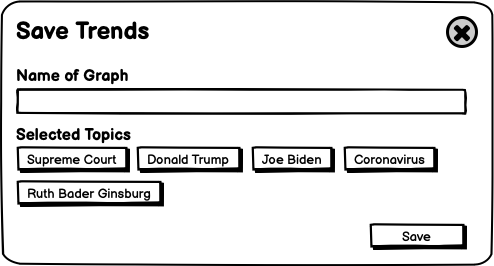 Save Trends
Name of Graph
Selected Topics
Supreme Court Donald Trump Joe Biden Coronavirus
Ruth Bader Ginsburg
Save